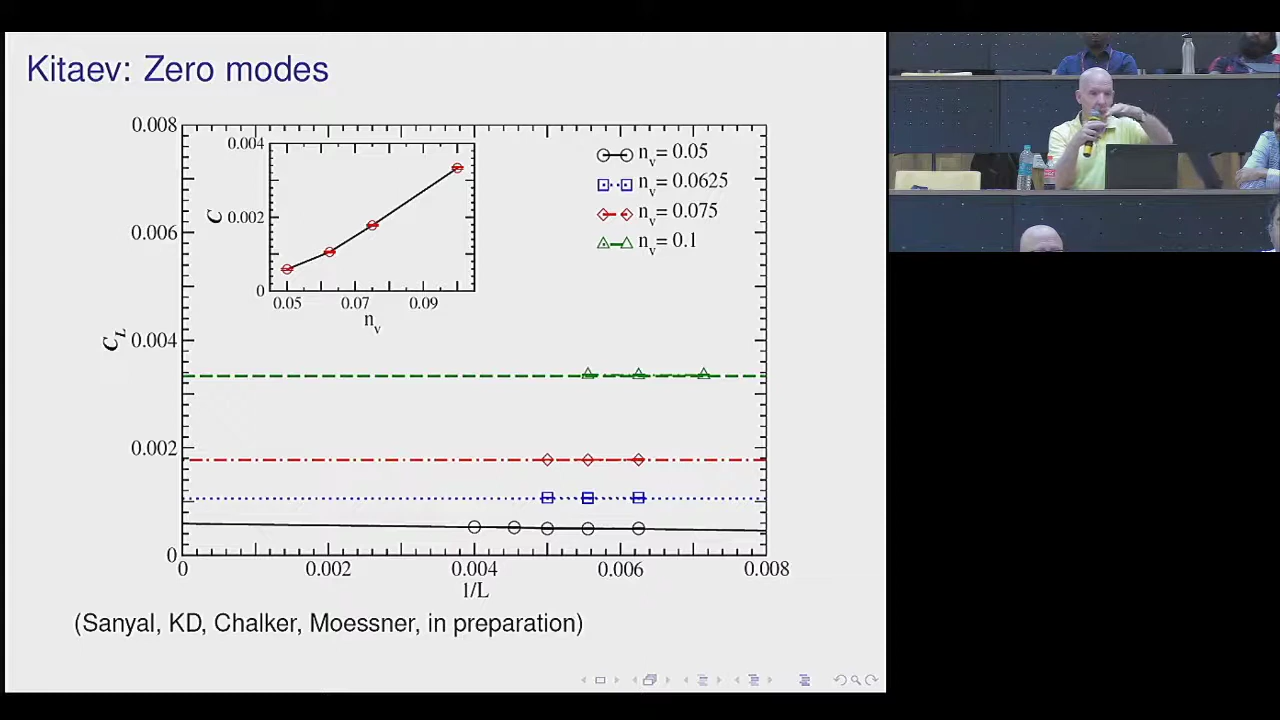 Kitaev: Zero modes
0.008
0.006
0.004
0.002
0
C_L
0
0.002
0.004
0.006
0.008
1/L
0.004
0.002
0
C
0.05
0.07
0.09
n_v
n_v= 0.05
n_v= 0.0625
n_v= 0.075
n_v= 0.1
(Sanyal, KD, Chalker, Moessner, in preparation)